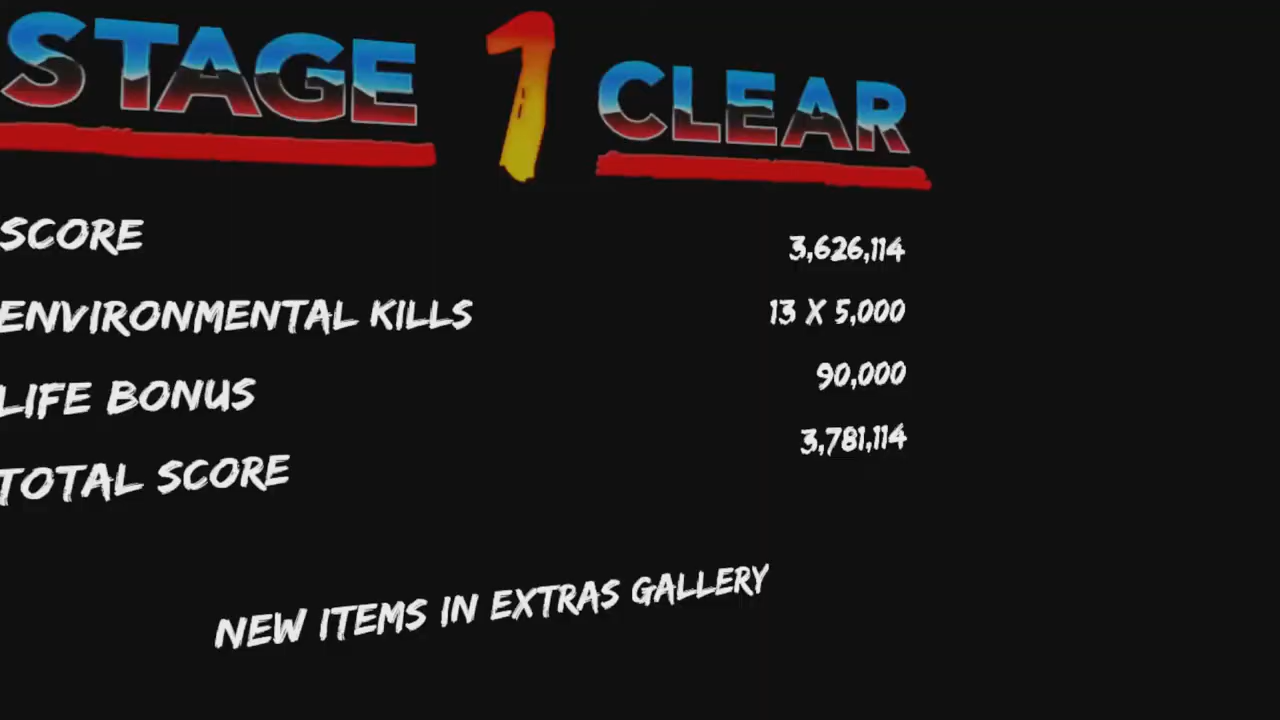 STAGE 1 CLEAR
SCORE 3,626,114
ENVIRONMENTAL KILLS 13 X 5,000
LIFE BONUS 90,000
TOTAL SCORE 3,781,114
NEW ITEMS IN EXTRAS GALLERY